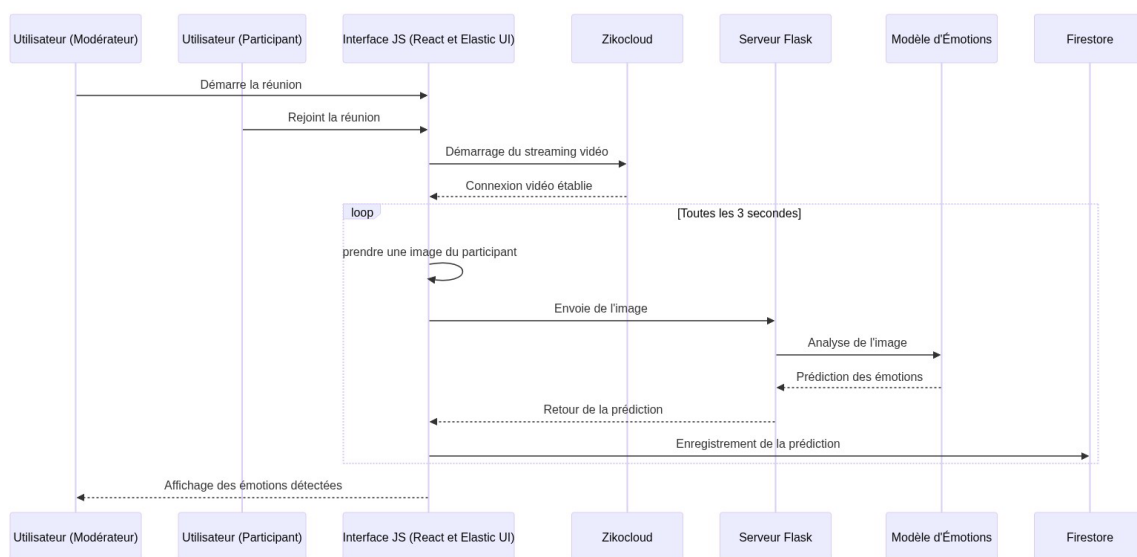 Utilisateur (Modérateur)
Utilisateur (Participant)
Interface JS (React et Elastic UI)
Zikocloud
Serveur Flask
Modèle d'Émotions
Firestore
Démarre la réunion
Rejoint la réunion
Démarrage du streaming vidéo
Connexion vidéo établie
loop
[Toutes les 3 secondes]
prendre une image du participant
Envoie de l'image
Analyse de l'image
Prédiction des émotions
Retour de la prédiction
Enregistrement de la prédiction
Affichage des émotions détectées
Utilisateur (Modérateur)
Utilisateur (Participant)
Interface JS (React et Elastic UI)
Zikocloud
Serveur Flask
Modèle d'Émotions
Firestore